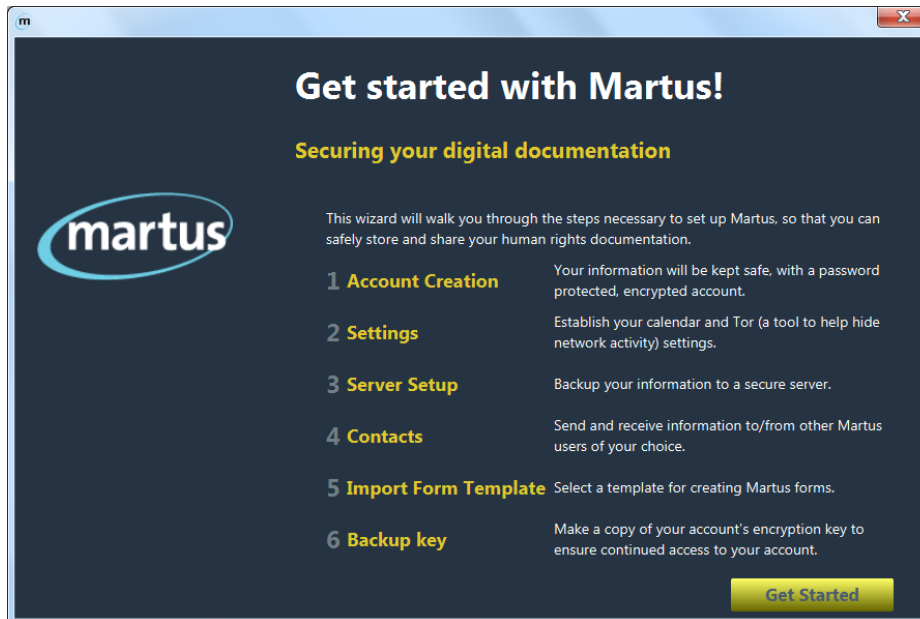 m
Get started with Martus!
Securing your digital documentation
martus
This wizard will walk you through the steps necessary to set up Martus, so that you can
safely store and share your human rights documentation.
1 Account Creation
Your information will be kept safe, with a password
protected, encrypted account.
2 Settings
Establish your calendar and Tor (a tool to help hide
network activity) settings.
3 Server Setup
Backup your information to a secure server.
4 Contacts
Send and receive information to/from other Martus
users of your choice.
5 Import Form Template
Select a template for creating Martus forms.
6 Backup key
Make a copy of your account's encryption key to
ensure continued access to your account.
Get Started